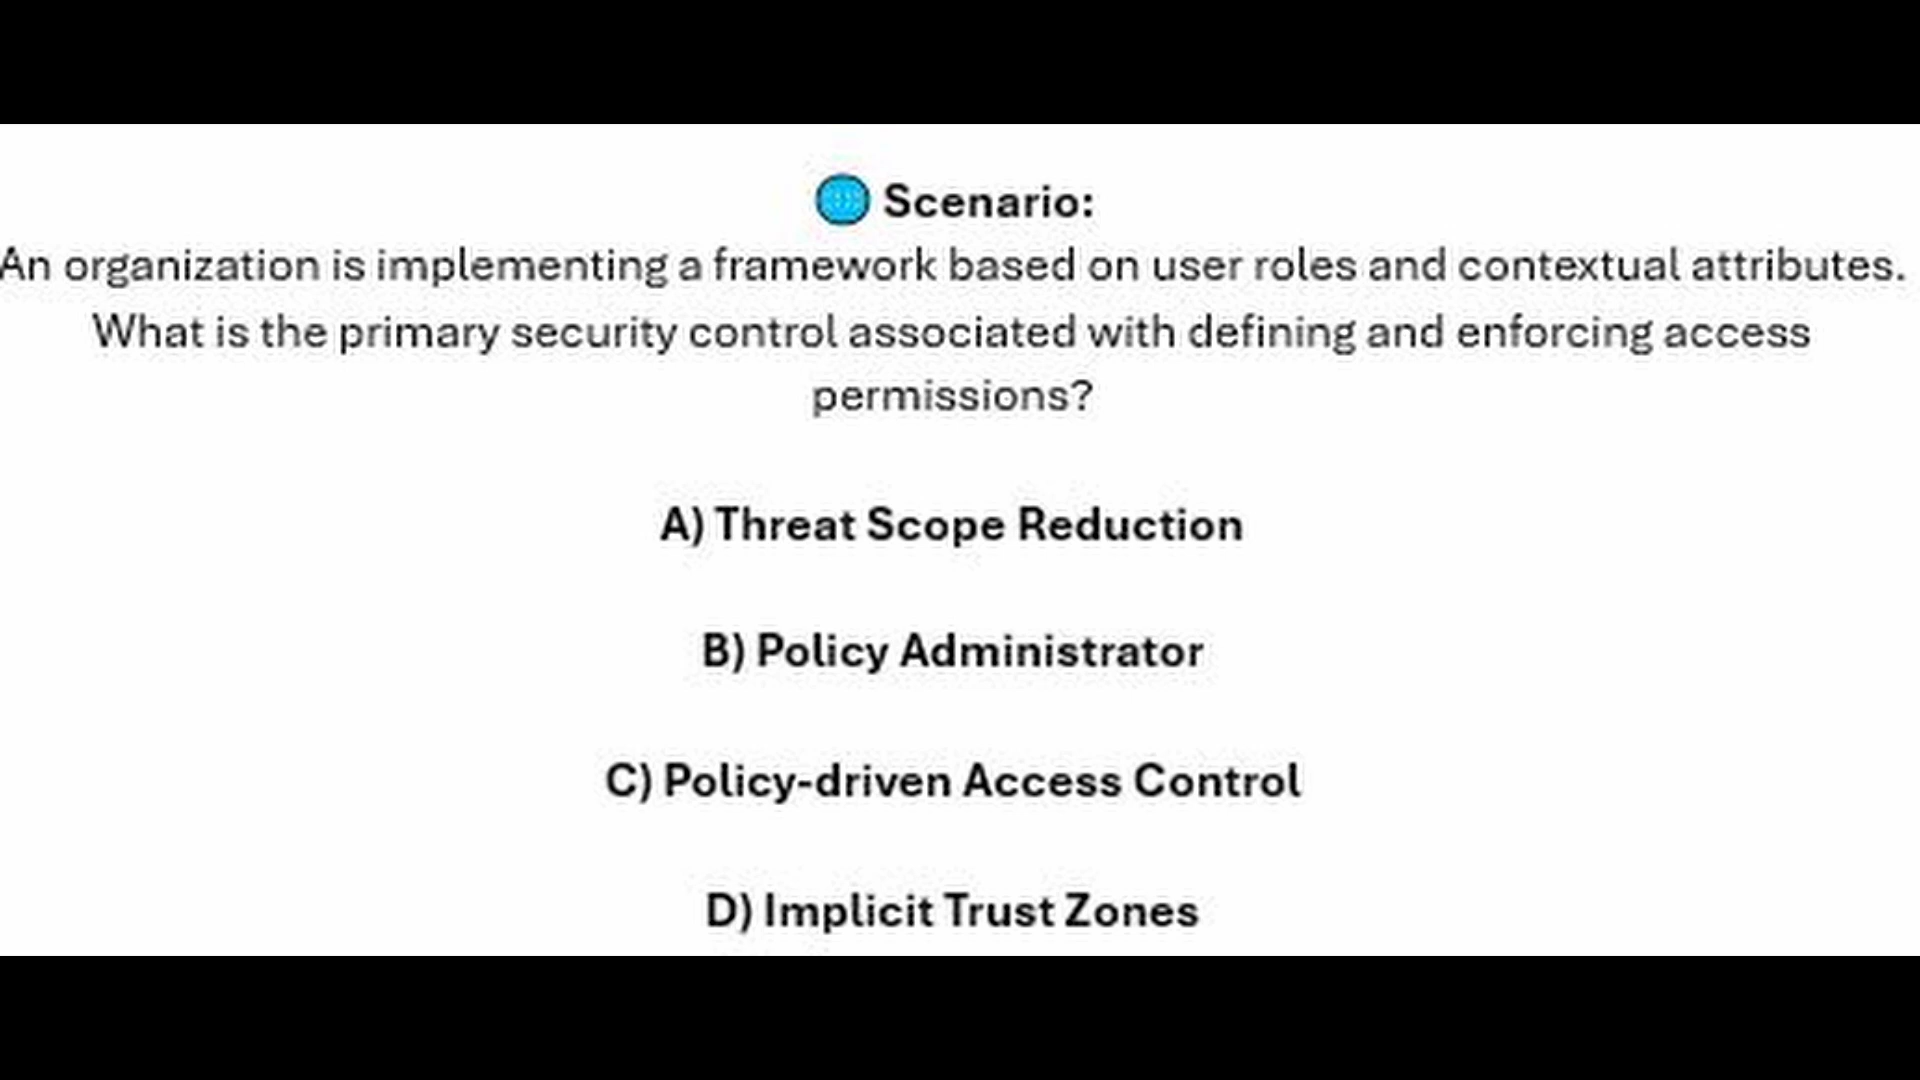 Scenario:
An organization is implementing a framework based on user roles and contextual attributes.
What is the primary security control associated with defining and enforcing access
permissions?
A) Threat Scope Reduction
B) Policy Administrator
C) Policy-driven Access Control
D) Implicit Trust Zones